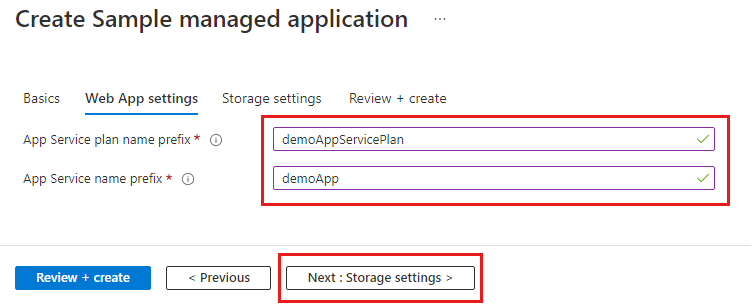 Create Sample managed application ...
Basics Web App settings Storage settings Review + create
App Service plan name prefix * demoAppServicePlan
App Service name prefix * demoApp
Review + create < Previous Next : Storage settings >